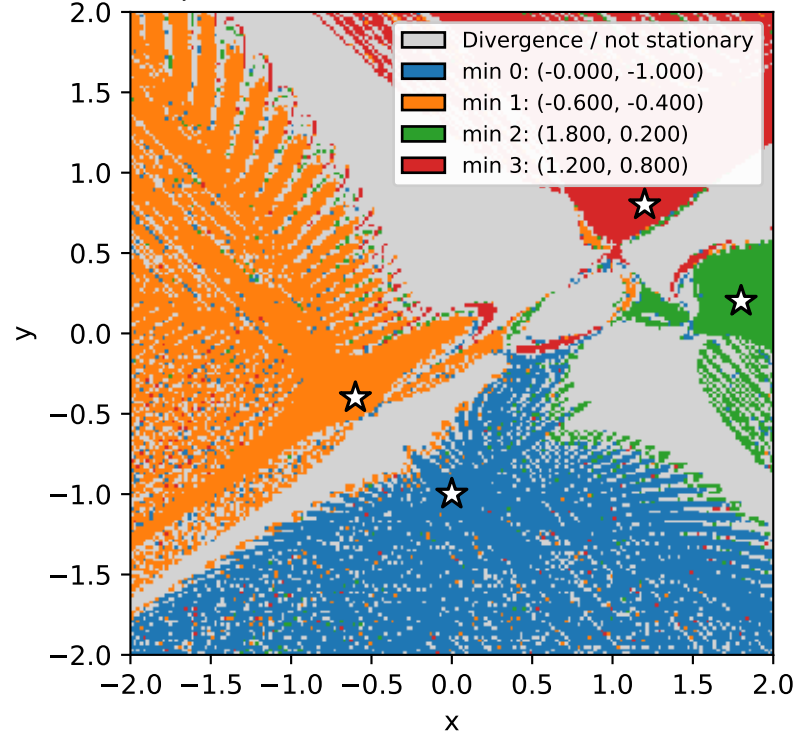 2.0
1.5
1.0
0.5
0.0
−0.5
−1.0
−1.5
−2.0
y
Divergence / not stationary
min 0: (-0.000, -1.000)
min 1: (-0.600, -0.400)
min 2: (1.800, 0.200)
min 3: (1.200, 0.800)
−2.0 −1.5 −1.0 −0.5 0.0 0.5 1.0 1.5 2.0
x